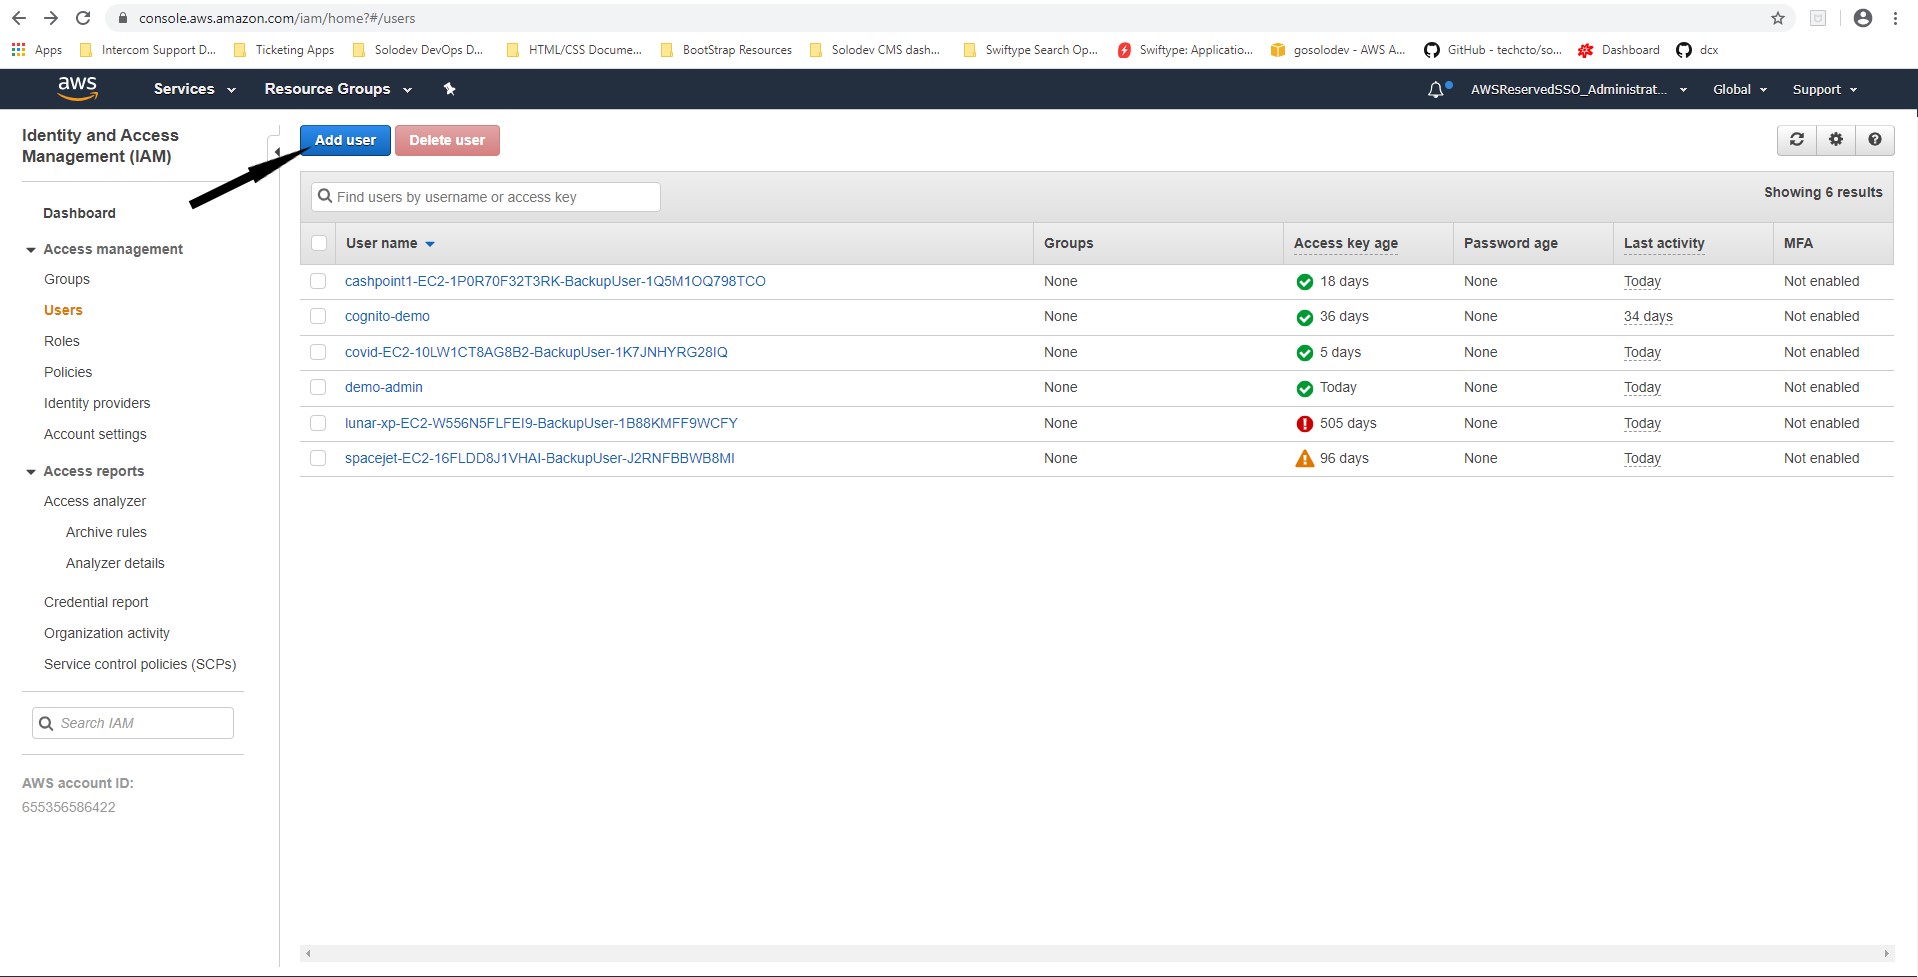 console.aws.amazon.com/iam/home?#/users
Apps Intercom Support D... Ticketing Apps Solodev DevOps D... HTML/CSS Docume... BootStrap Resources Solodev CMS dash... Swiftype Search Op... Swiftype: Applicatio... gosolodev - AWS A... GitHub - techcto/so... Dashboard dcx
aws Services Resource Groups AWSReservedSSO_Administrat... Global Support
Identity and Access
Management (IAM)
Dashboard
Access management
Groups
Users
Roles
Policies
Identity providers
Account settings
Access reports
Access analyzer
Archive rules
Analyzer details
Credential report
Organization activity
Service control policies (SCPs)
Search IAM
AWS account ID:
655356586422
Add user Delete user
Find users by username or access key
Showing 6 results
User name Groups Access key age Password age Last activity MFA
cashpoint1-EC2-1P0R70F32T3RK-BackupUser-1Q5M1OQ798TCO None 18 days None Today Not enabled
cognito-demo None 36 days None 34 days Not enabled
covid-EC2-10LW1CT8AG8B2-BackupUser-1K7JNHYRG28IQ None 5 days None Today Not enabled
demo-admin None Today None Today Not enabled
lunar-xp-EC2-W556N5FLFEI9-BackupUser-1B88KMFF9WCFY None 505 days None Today Not enabled
spacejet-EC2-16FLDD8J1VHAI-BackupUser-J2RNFBBWB8MI None 96 days None Today Not enabled